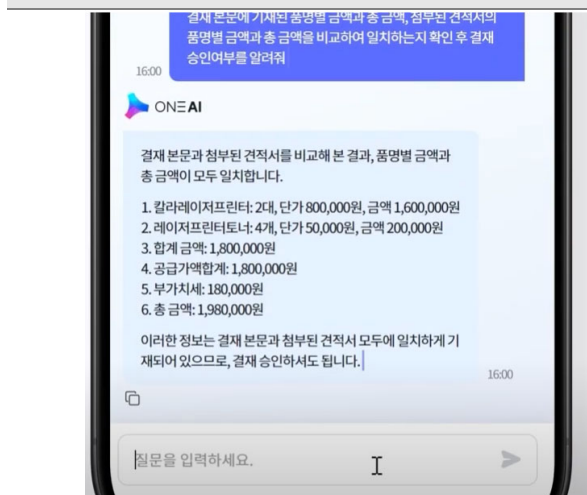 결재 본문에 기재된 품명별 금액과 총 금액, 첨부된 견적서의
품명별 금액과 총 금액을 비교하여 일치하는지 확인 후 결재
승인여부를 알려줘
16:00
ONE AI
결재 본문과 첨부된 견적서를 비교해 본 결과, 품명별 금액과
총 금액이 모두 일치합니다.
1. 칼라레이저프린터: 2대, 단가 800,000원, 금액 1,600,000원
2. 레이저프린터토너: 4개, 단가 50,000원, 금액 200,000원
3. 합계 금액: 1,800,000원
4. 공급가액합계: 1,800,000원
5. 부가치세: 180,000원
6. 총 금액: 1,980,000원
이러한 정보는 결재 본문과 첨부된 견적서 모두에 일치하게 기
재되어 있으므로, 결재 승인하셔도 됩니다.
16:00
질문을 입력하세요.